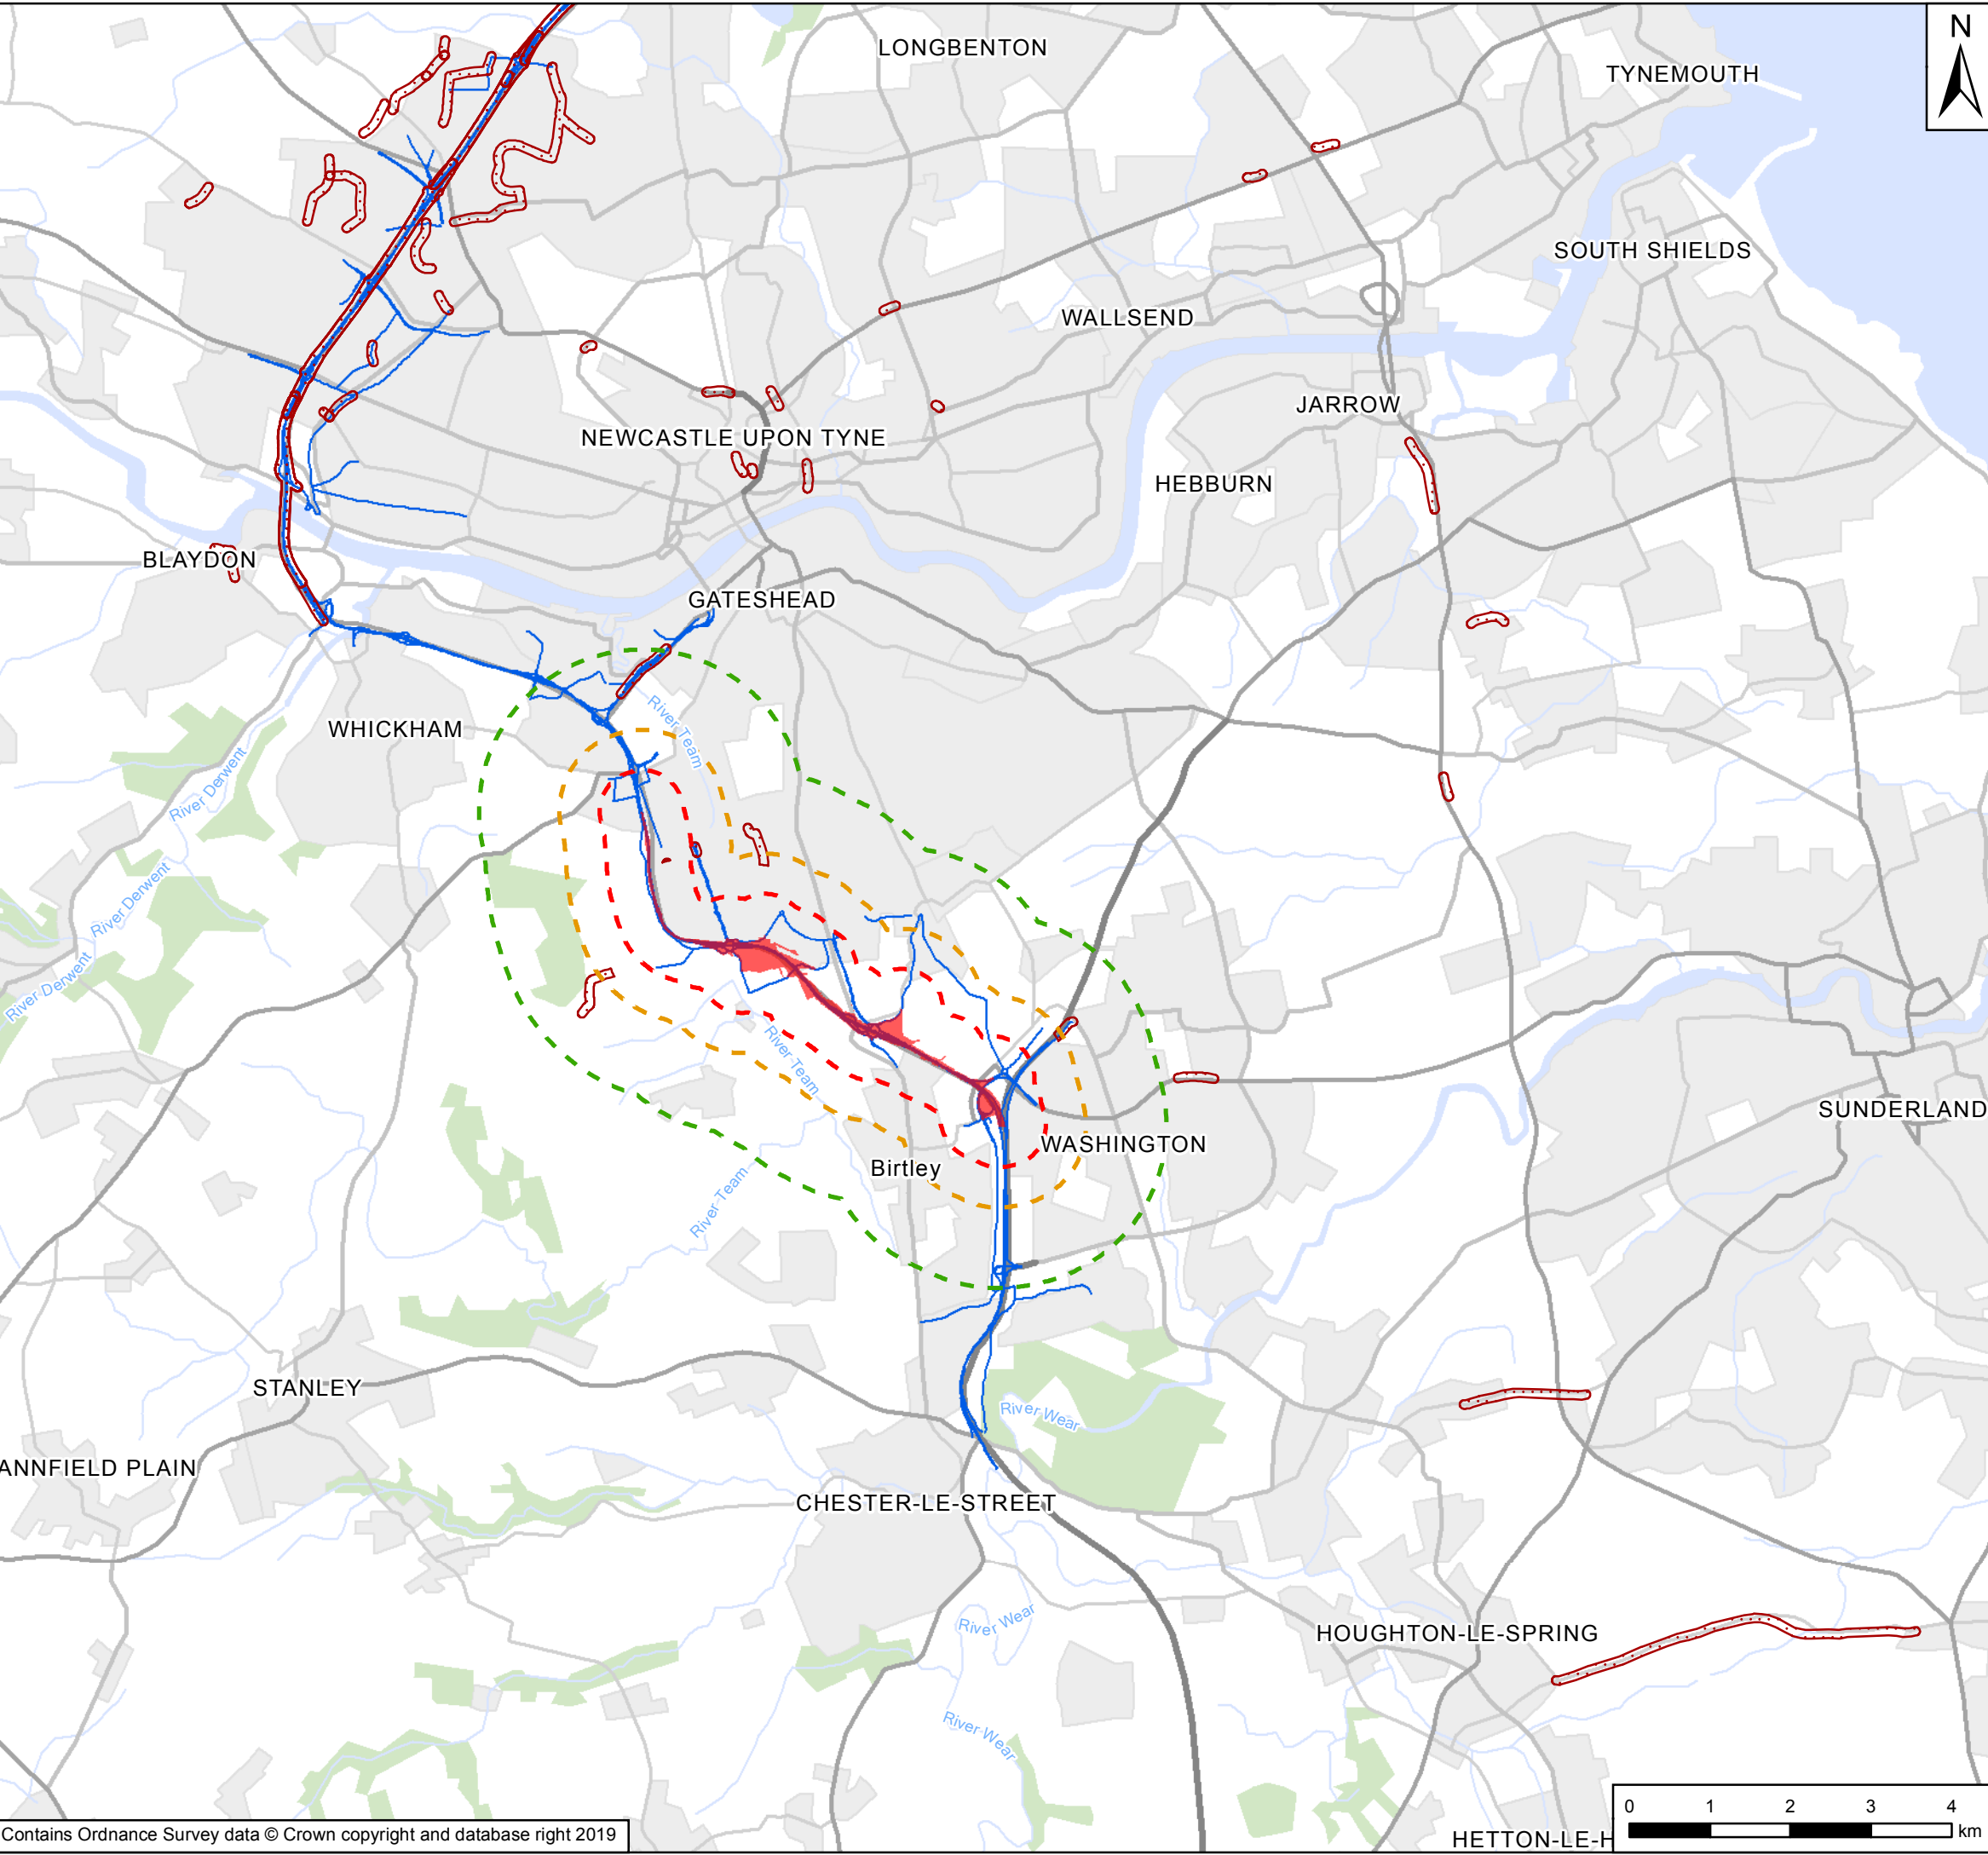 N
LONGBENTON
TYNEMOUTH
SOUTH SHIELDS
WALLSEND
JARROW
NEWCASTLE UPON TYNE
HEBBURN
BLAYDON
GATESHEAD
River Team
WHICKHAM
River Derwent
River Derwent
River Derwent
River Team
SUNDERLAND
WASHINGTON
Birtley
River Team
STANLEY
River Wear
ANNFIELD PLAIN
CHESTER-LE-STREET
River Wear
HOUGHTON-LE-SPRING
River Wear
0 1 2 3 4
km
Contains Ordnance Survey data © Crown copyright and database right 2019
HETTON-LE-H